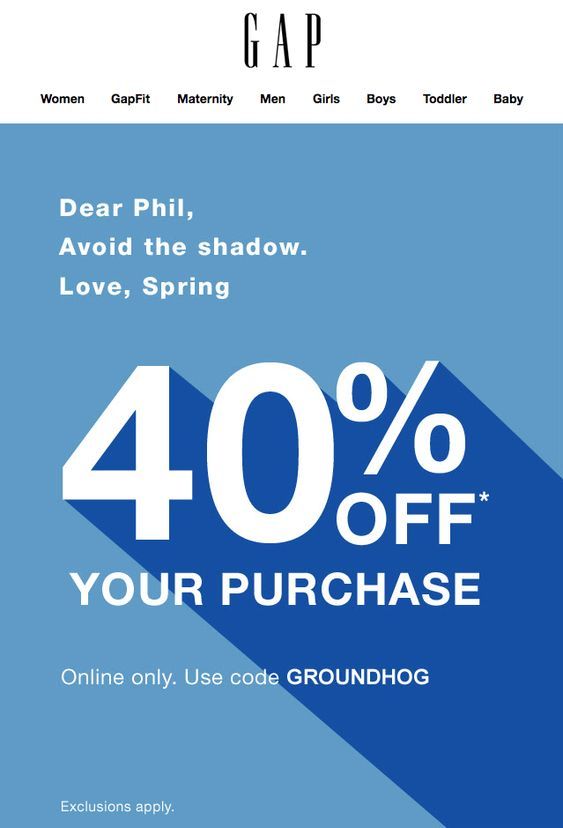 GAP
Women GapFit Maternity Men Girls Boys Toddler Baby
Dear Phil,
Avoid the shadow.
Love, Spring
40% OFF*
YOUR PURCHASE
Online only. Use code GROUNDHOG
Exclusions apply.